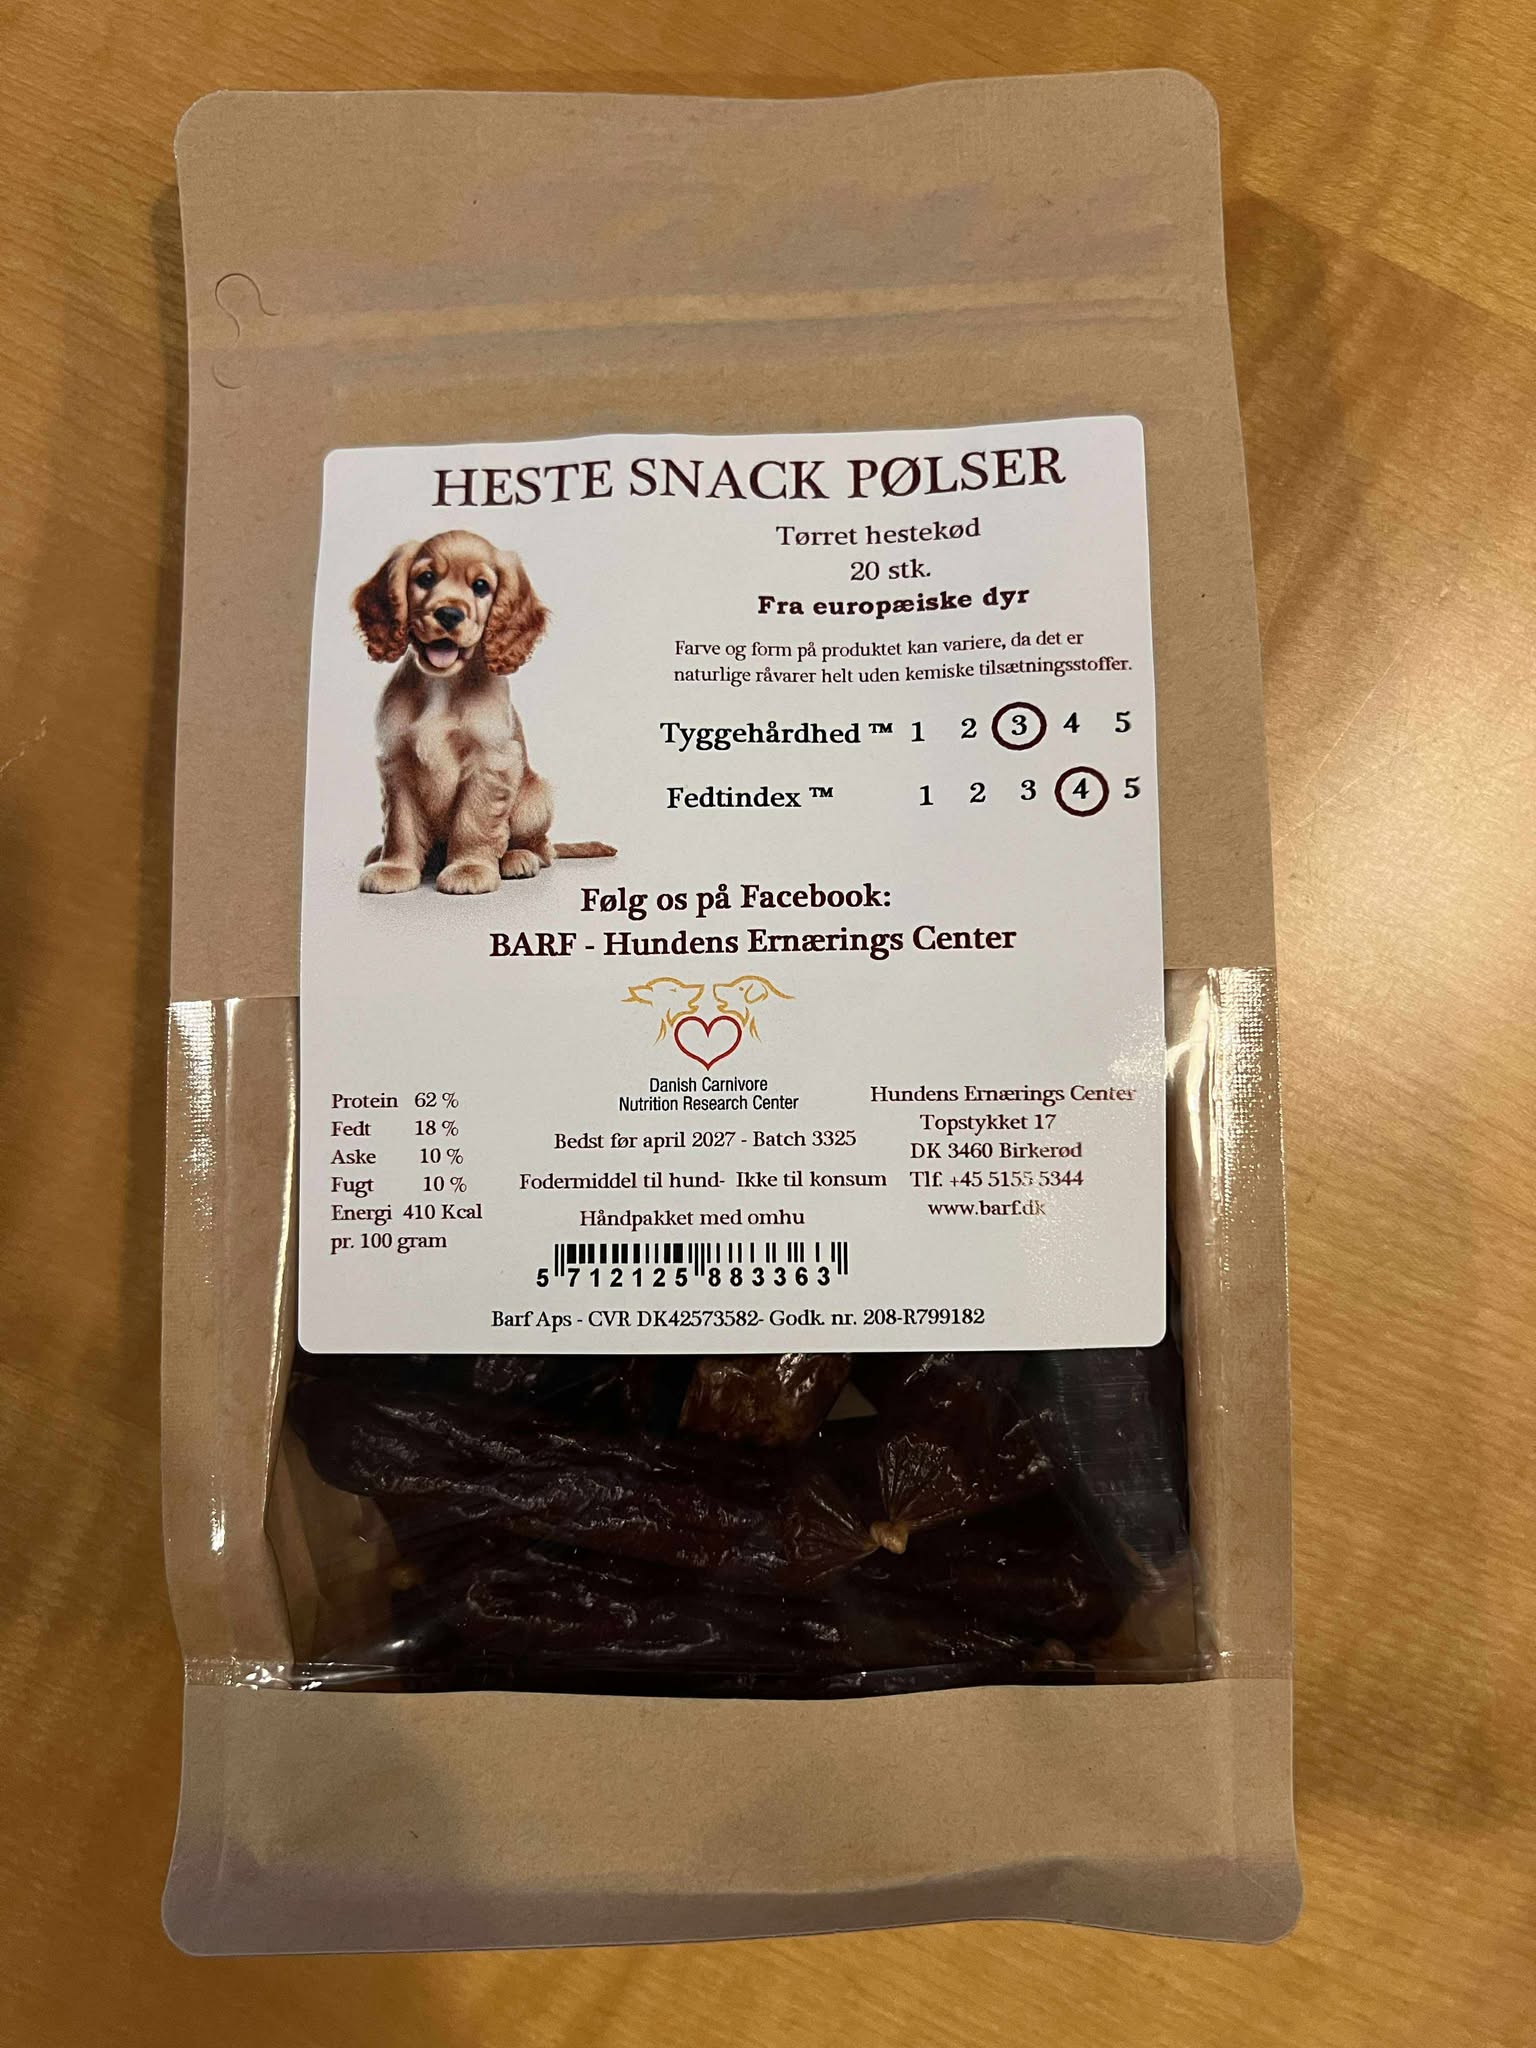 HESTE SNACK PØLSER
Tørret hestekød
20 stk.
Fra europæiske dyr
Farve og form på produktet kan variere, da det er
naturlige råvarer helt uden kemiske tilsætningsstoffer.
Tyggehårdhed ™ 1 2 3 4 5
Fedtindex ™ 1 2 3 4 5
Følg os på Facebook:
BARF - Hundens Ernærings Center
Danish Carnivore
Nutrition Research Center
Protein 62 %
Fedt 18 %
Aske 10 %
Fugt 10 %
Energi 410 Kcal
pr. 100 gram
Bedst før april 2027 - Batch 3325
Fodermiddel til hund- Ikke til konsum
Håndpakket med omhu
5 712125 883363
Hundens Ernærings Center
Topstykket 17
DK 3460 Birkerød
Tlf. +45 5155 5344
www.barf.dk
Barf Aps - CVR DK42573582- Godk. nr. 208-R799182